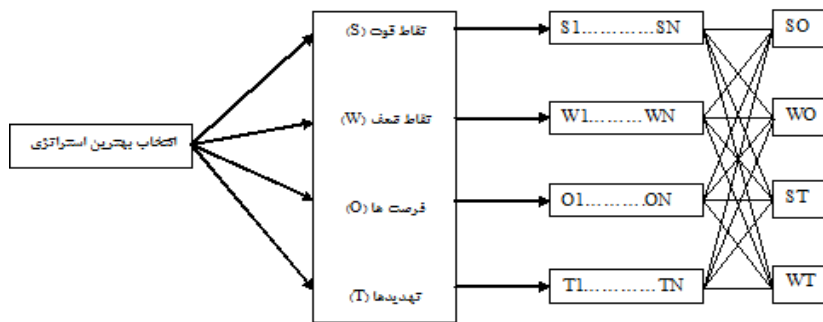 انتخاب بهترین استراتژی
نقاط قوت (S)
نقاط ضعف (W)
فرصت ها (O)
تهدیدها (T)
S1…………SN
W1………WN
O1……….ON
T1…………TN
SO
WO
ST
WT